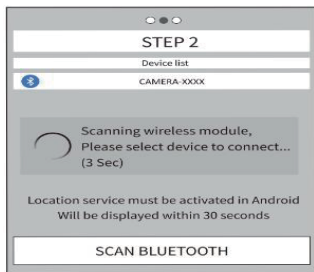 STEP 2
Device list
CAMERA-XXXX
Scanning wireless module,
Please select device to connect...
(3 Sec)
Location service must be activated in Android
Will be displayed within 30 seconds
SCAN BLUETOOTH